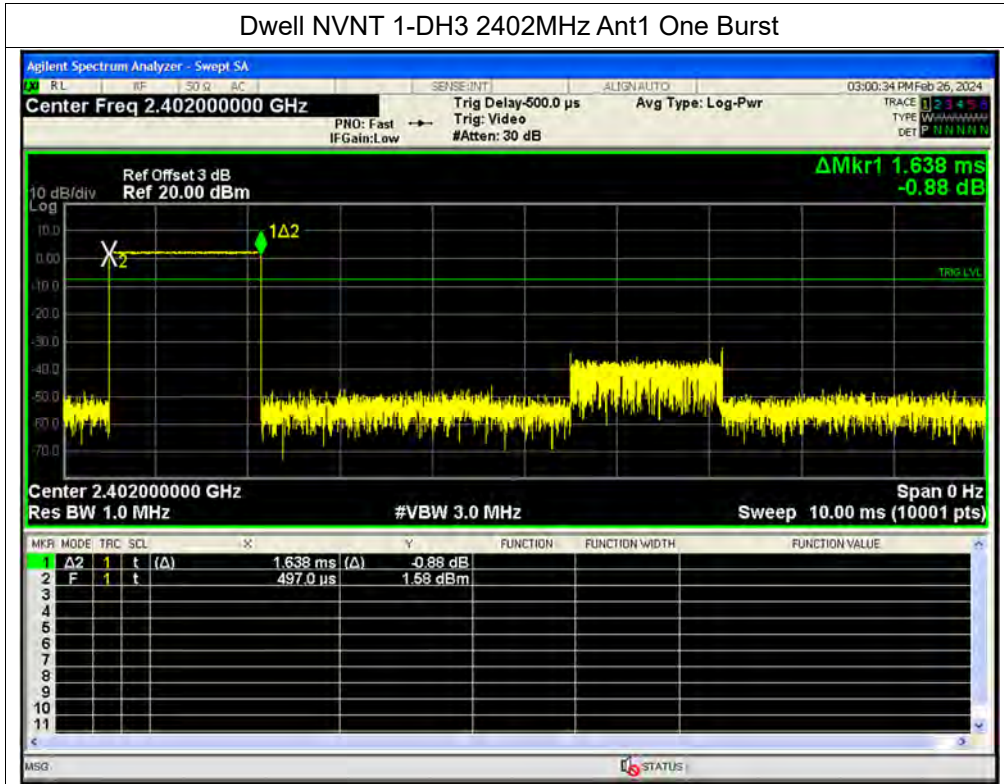 Dwell NVNT 1-DH3 2402MHz Ant1 One Burst
Agilent Spectrum Analyzer - Swept SA
LXI RL RF 50 Ω AC SENSE:INT ALIGN AUTO 03:00:34 PM Feb 26, 2024
Center Freq 2.402000000 GHz
Trig Delay-500.0 µs Avg Type: Log-Pwr
PNO: Fast Trig: Video
IFGain:Low #Atten: 30 dB
TRACE 1 2 3 4 5 6
TYPE W
DET P N N N N N
ΔMkr1 1.638 ms
-0.88 dB
Ref Offset 3 dB
10 dB/div Ref 20.00 dBm
Log
10.0
0.00
-10.0
-20.0
-30.0
-40.0
-50.0
-60.0
-70.0
1Δ2
2
TRIG LVL
Center 2.402000000 GHz Span 0 Hz
Res BW 1.0 MHz #VBW 3.0 MHz Sweep 10.00 ms (10001 pts)
MKR MODE TRC SCL X Y FUNCTION FUNCTION WIDTH FUNCTION VALUE
1 Δ2 1 t (Δ) 1.638 ms (Δ) -0.88 dB
2 F 1 t 497.0 µs 1.58 dBm
3
4
5
6
7
8
9
10
11
MSG STATUS